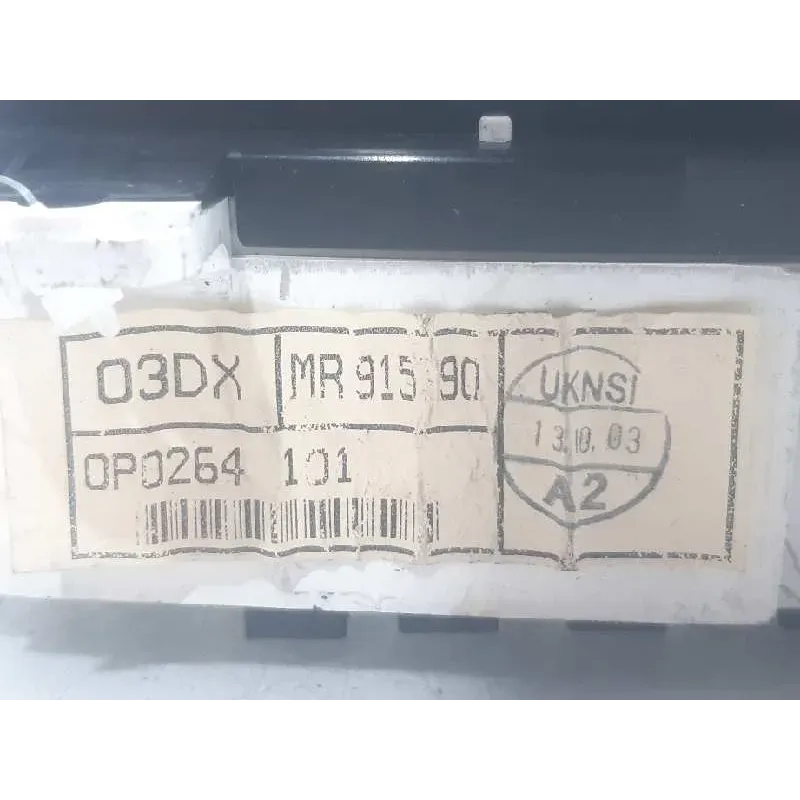 03DX
MR 915 90
0P0264 101
UKNSI
13.10.03
A2